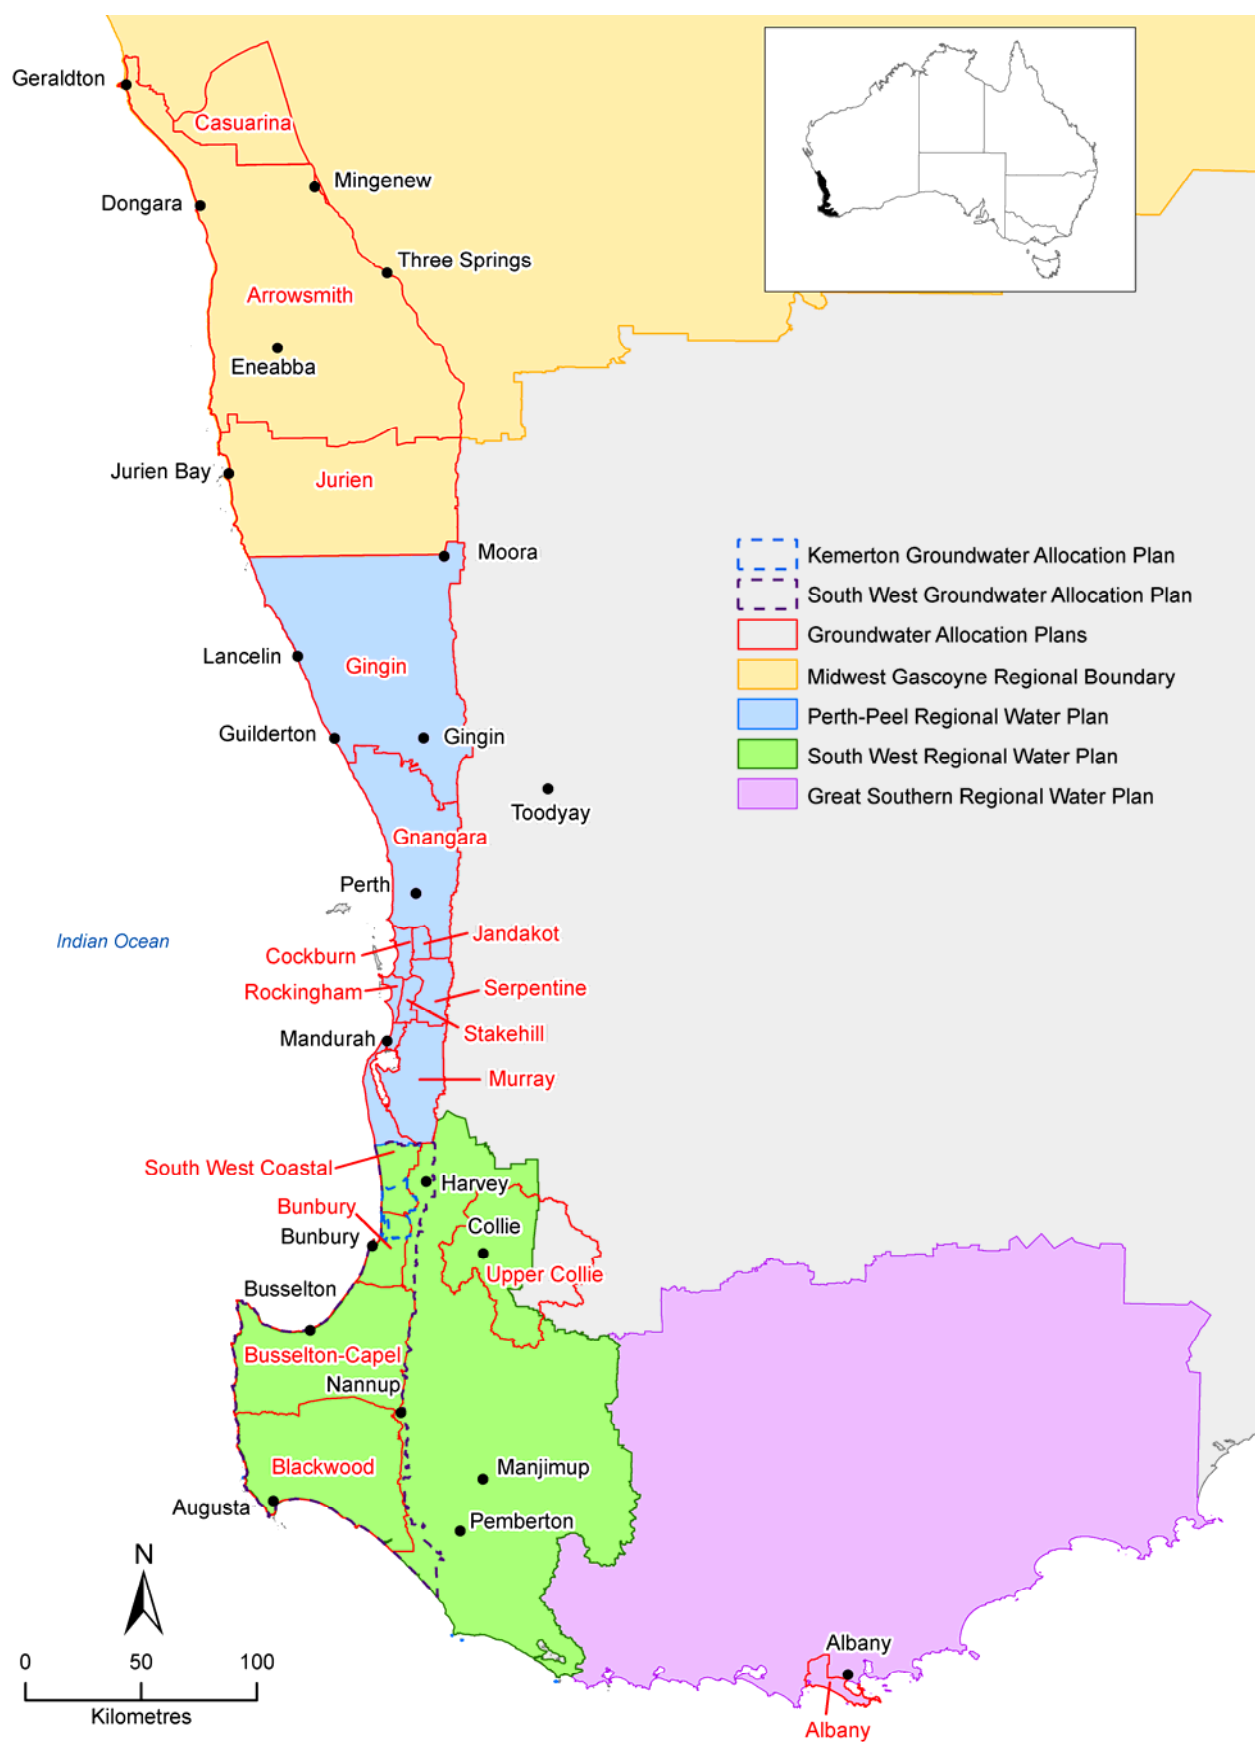 Geraldton
Casuarina
Mingenew
Dongara
Three Springs
Arrowsmith
Eneabba
Jurien Bay
Jurien
Moora
Kemerton Groundwater Allocation Plan
South West Groundwater Allocation Plan
Groundwater Allocation Plans
Midwest Gascoyne Regional Boundary
Perth-Peel Regional Water Plan
South West Regional Water Plan
Great Southern Regional Water Plan
Lancelin
Gingin
Guilderton
Gingin
Toodyay
Gnangara
Perth
Indian Ocean
Jandakot
Cockburn
Rockingham
Serpentine
Stakehill
Mandurah
Murray
South West Coastal
Harvey
Bunbury
Bunbury
Collie
Upper Collie
Busselton
Busselton-Capel
Nannup
Blackwood
Manjimup
Augusta
Pemberton
N
Albany
Albany
0 50 100
Kilometres